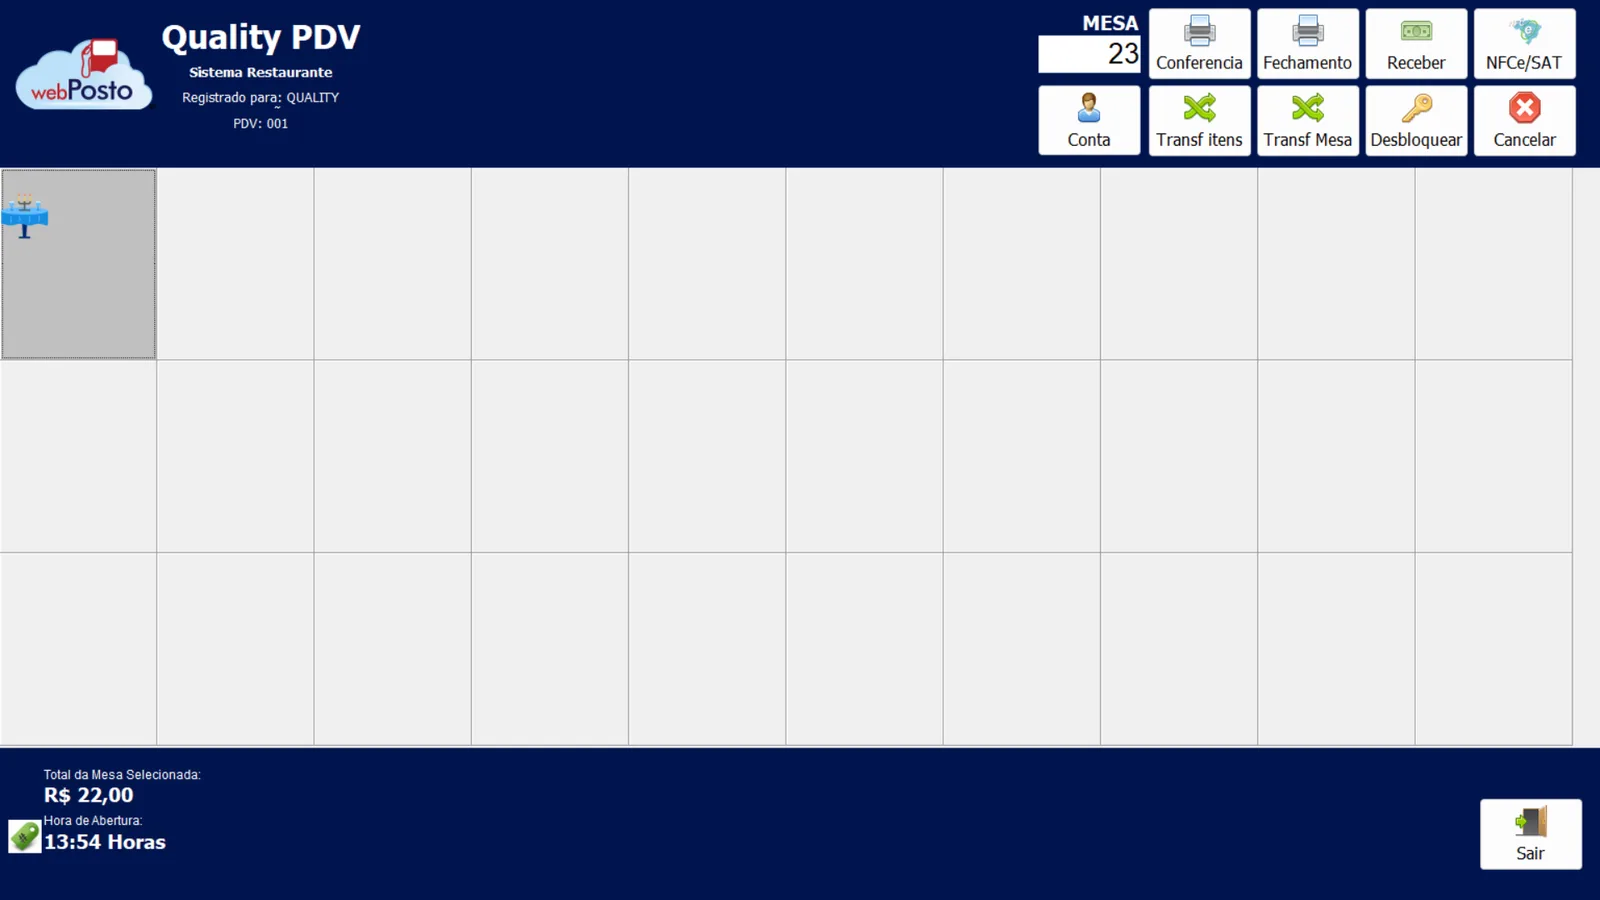 webPosto
Quality PDV
Sistema Restaurante
Registrado para: QUALITY
~
PDV: 001
MESA
23
Conferencia
Fechamento
Receber
NFCe/SAT
Conta
Transf itens
Transf Mesa
Desbloquear
Cancelar
Total da Mesa Selecionada:
R$ 22,00
Hora de Abertura:
13:54 Horas
Sair